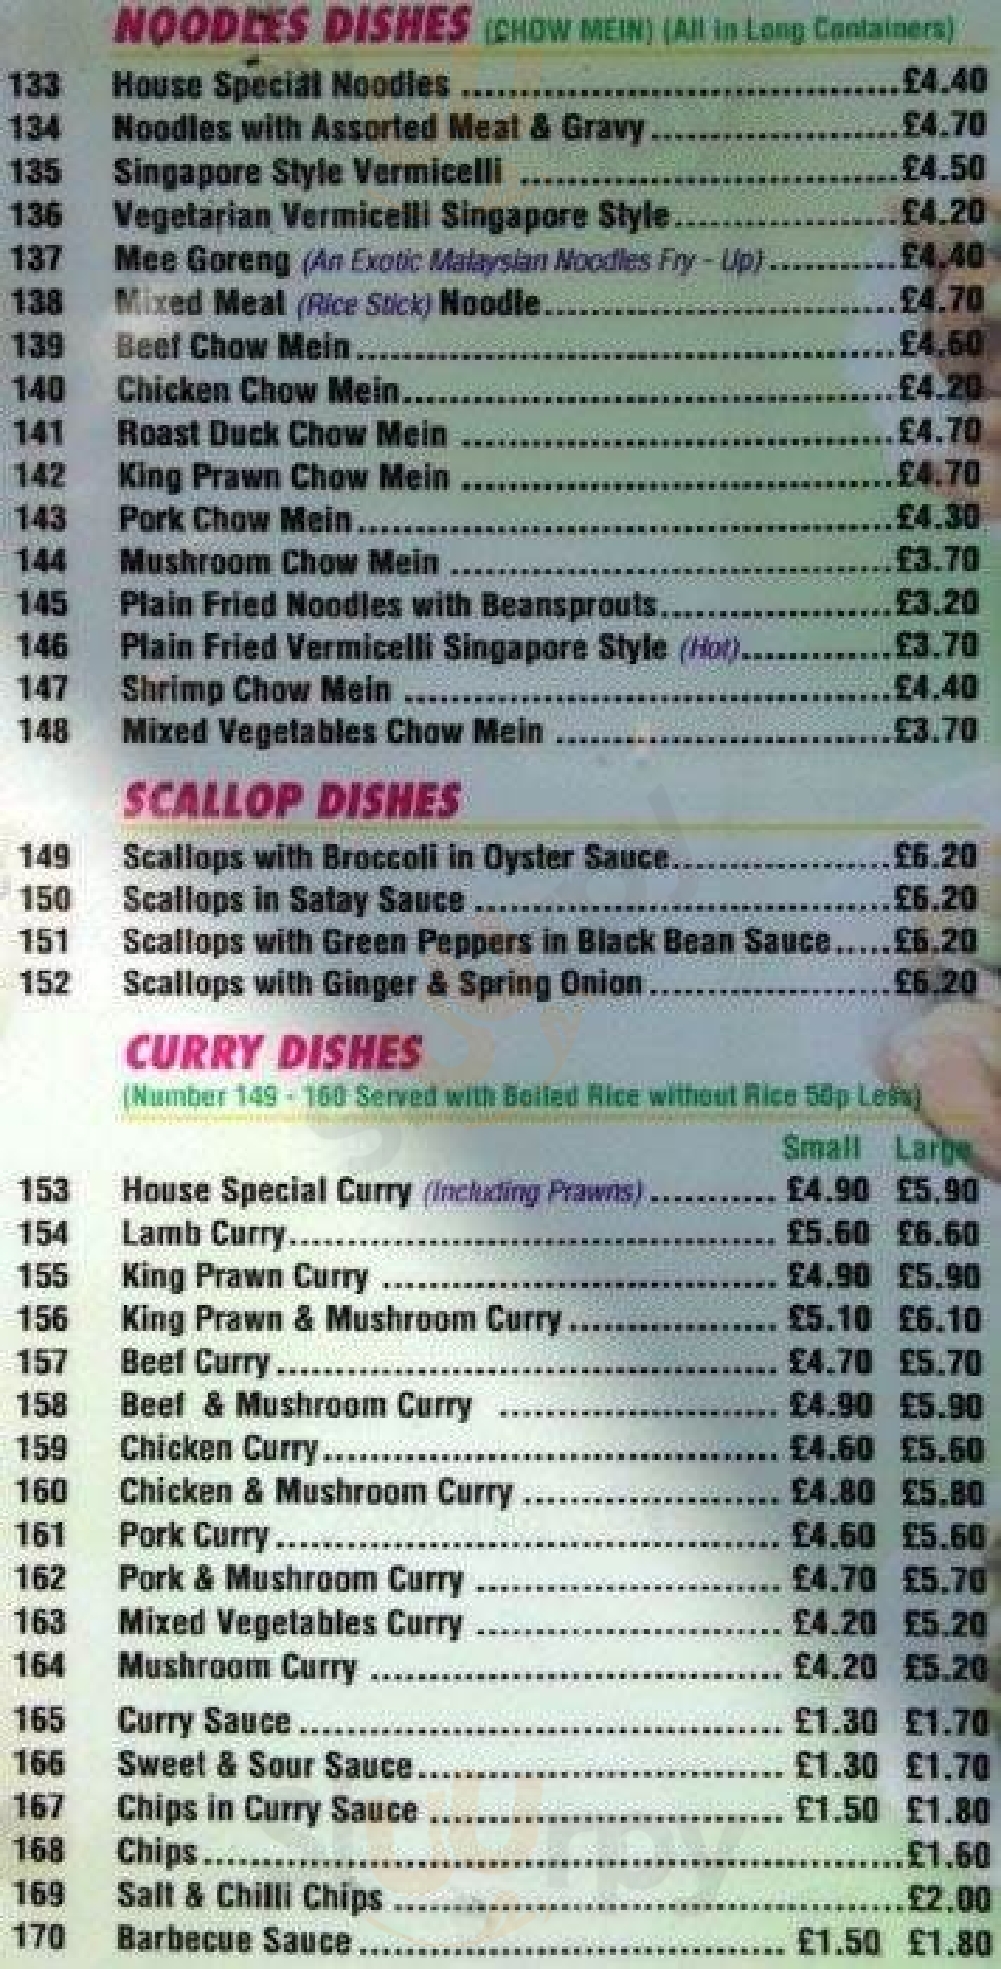 NOODLES DISHES (CHOW MEIN) (All in Long Containers)
133 House Special Noodles £4.40
134 Noodles with Assorted Meat & Gravy £4.70
135 Singapore Style Vermicelli £4.50
136 Vegetarian Vermicelli Singapore Style £4.20
137 Mee Goreng (An Exotic Malaysian Noodles Fry - Up) £4.40
138 Mixed Meat (Rice Stick) Noodle £4.70
139 Beef Chow Mein £4.60
140 Chicken Chow Mein £4.20
141 Roast Duck Chow Mein £4.70
142 King Prawn Chow Mein £4.70
143 Pork Chow Mein £4.30
144 Mushroom Chow Mein £3.70
145 Plain Fried Noodles with Beansprouts £3.20
146 Plain Fried Vermicelli Singapore Style (Hot) £3.70
147 Shrimp Chow Mein £4.40
148 Mixed Vegetables Chow Mein £3.70
SCALLOP DISHES
149 Scallops with Broccoli in Oyster Sauce £6.20
150 Scallops in Satay Sauce £6.20
151 Scallops with Green Peppers in Black Bean Sauce £6.20
152 Scallops with Ginger & Spring Onion £6.20
CURRY DISHES
(Number 149 - 160 Served with Boiled Rice without Rice 50p Less)
Small Large
153 House Special Curry (Including Prawns) £4.90 £5.90
154 Lamb Curry £5.60 £6.60
155 King Prawn Curry £4.90 £5.90
156 King Prawn & Mushroom Curry £5.10 £6.10
157 Beef Curry £4.70 £5.70
158 Beef & Mushroom Curry £4.90 £5.90
159 Chicken Curry £4.60 £5.60
160 Chicken & Mushroom Curry £4.80 £5.80
161 Pork Curry £4.60 £5.60
162 Pork & Mushroom Curry £4.70 £5.70
163 Mixed Vegetables Curry £4.20 £5.20
164 Mushroom Curry £4.20 £5.20
165 Curry Sauce £1.30 £1.70
166 Sweet & Sour Sauce £1.30 £1.70
167 Chips in Curry Sauce £1.50 £1.80
168 Chips £1.60
169 Salt & Chilli Chips £2.00
170 Barbecue Sauce £1.50 £1.80